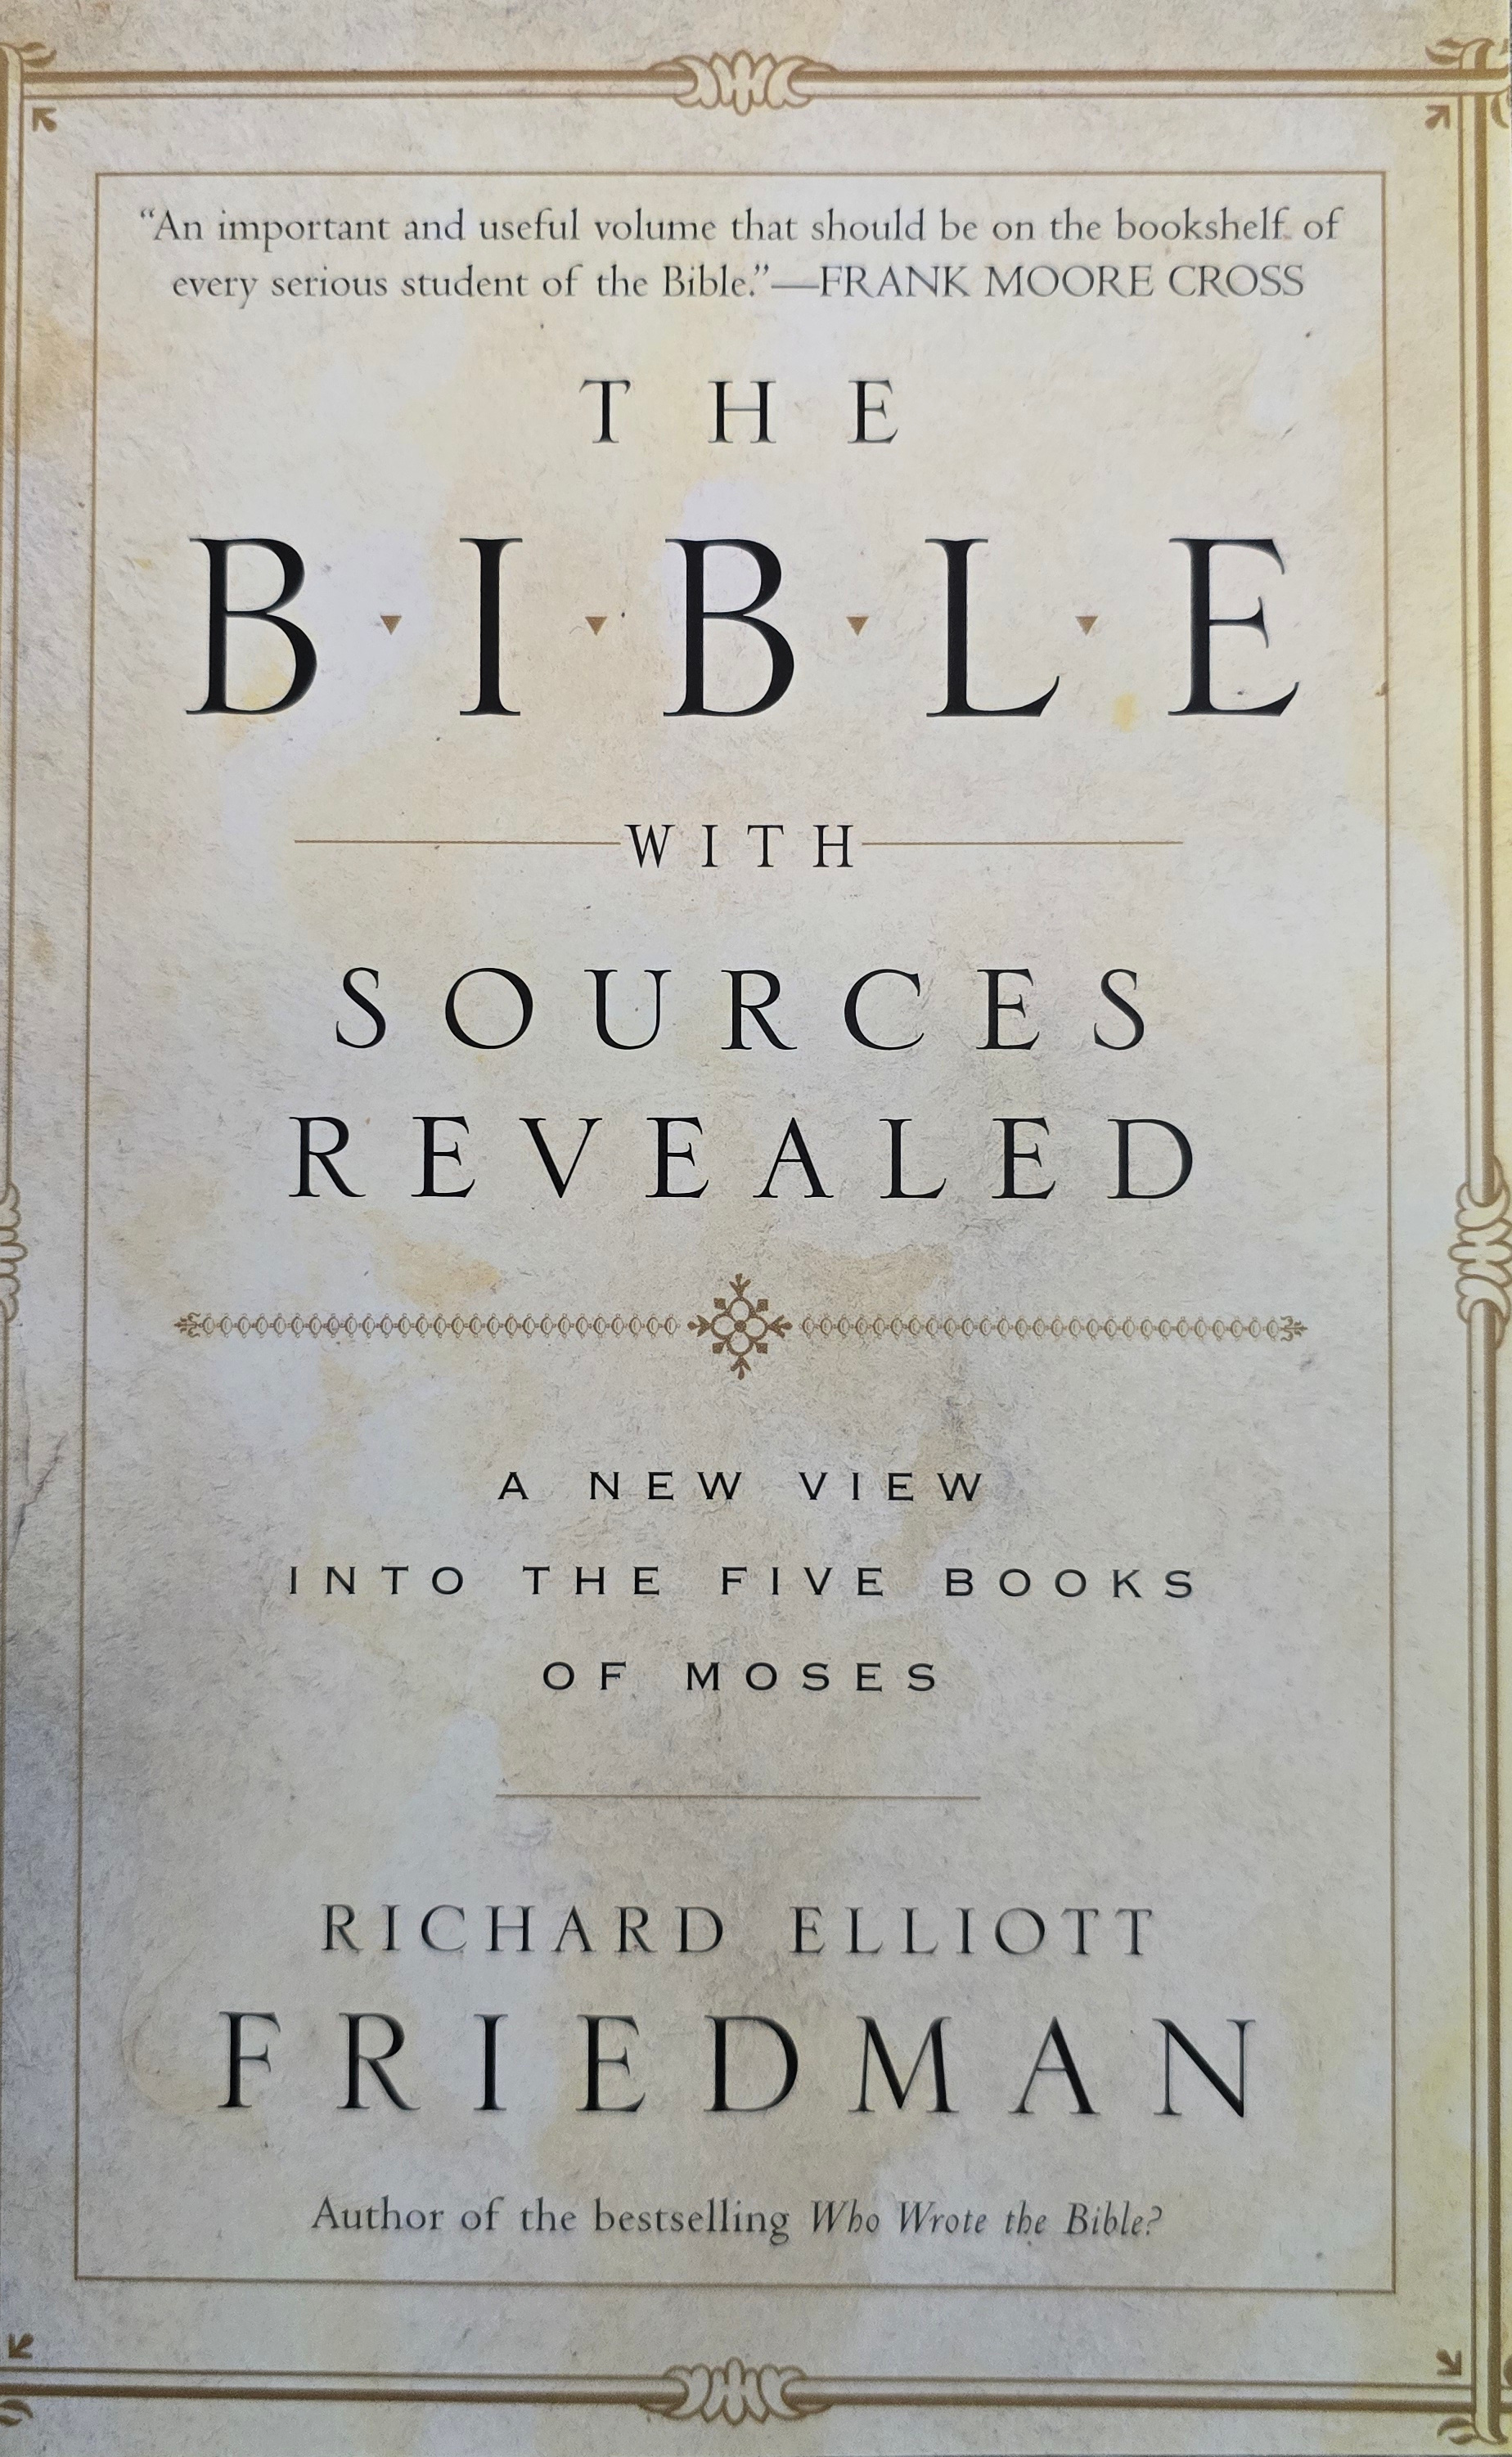 “An important and useful volume that should be on the bookshelf of
every serious student of the Bible.”—FRANK MOORE CROSS
THE
B·I·B·L·E
WITH
SOURCES
REVEALED
A NEW VIEW
INTO THE FIVE BOOKS
OF MOSES
RICHARD ELLIOTT
FRIEDMAN
Author of the bestselling Who Wrote the Bible?